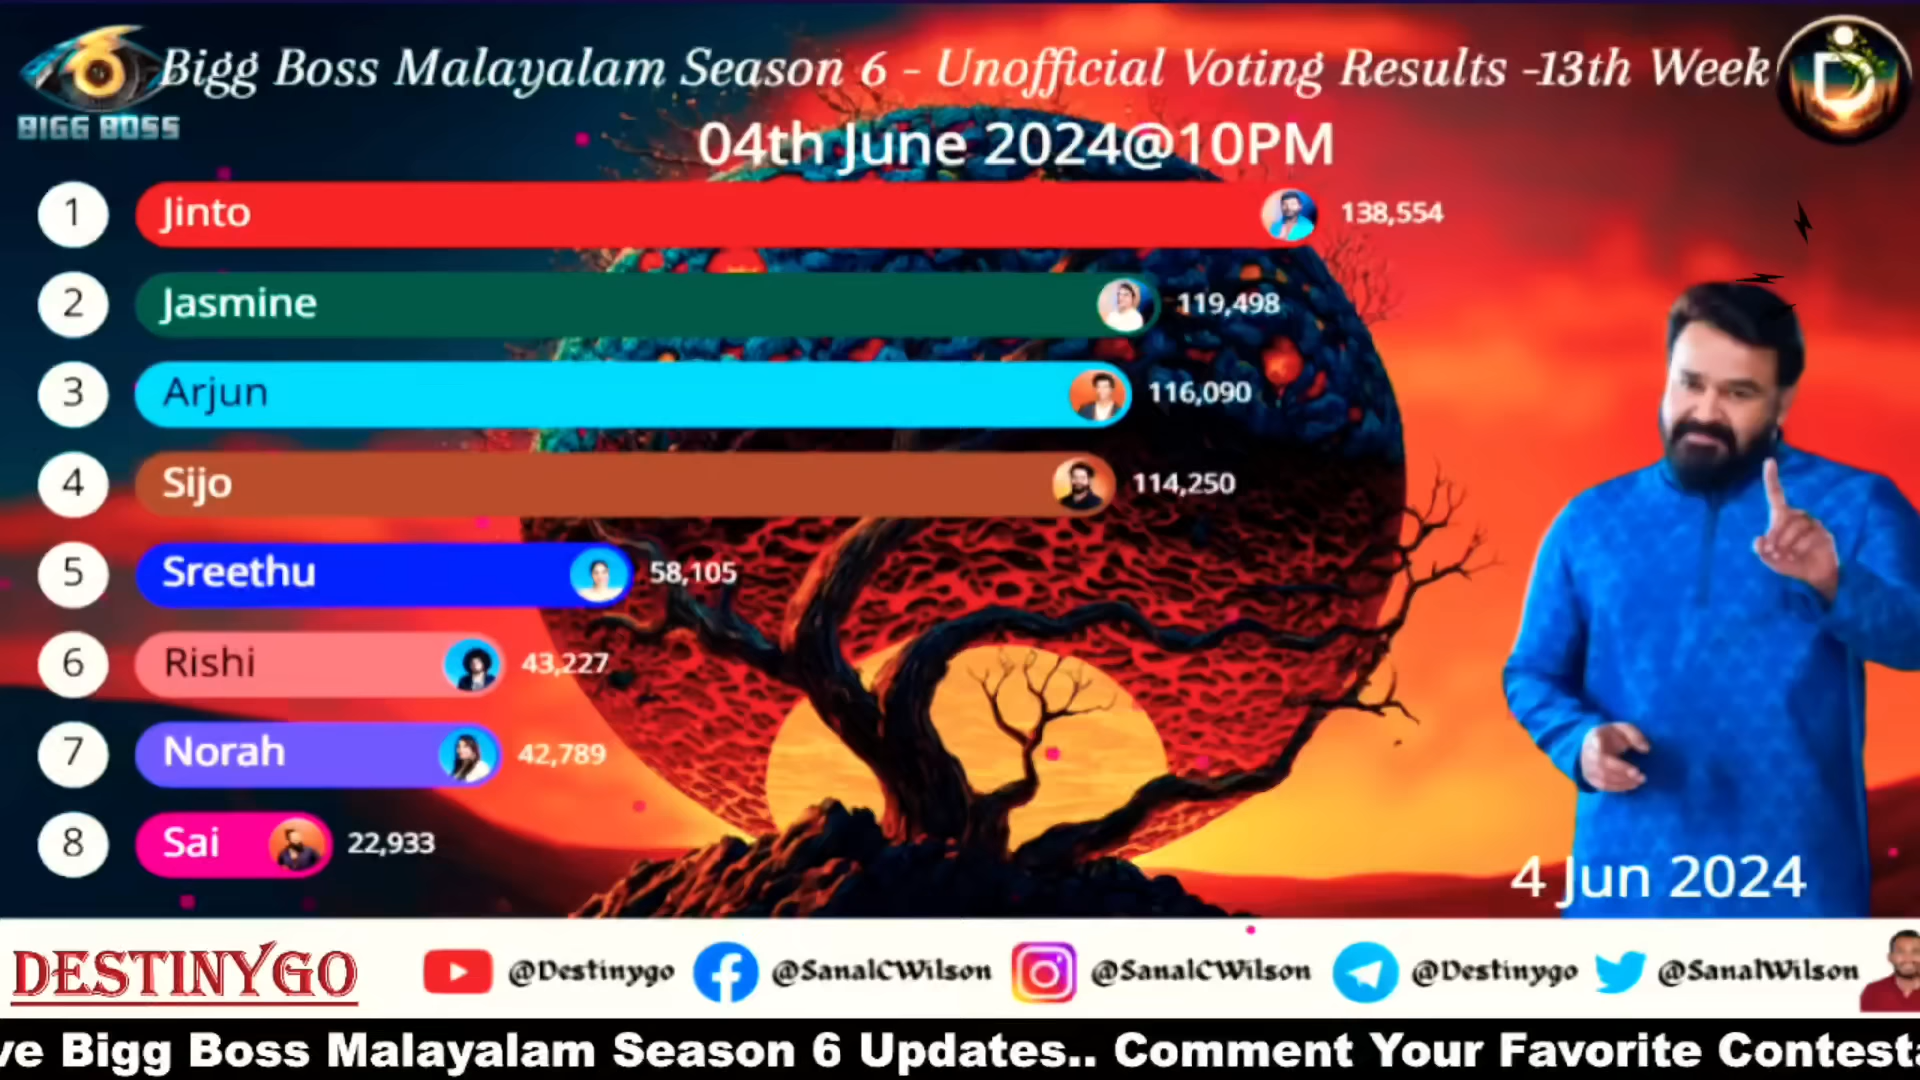 Bigg Boss Malayalam Season 6 - Unofficial Voting Results -13th Week
BIGG BOSS
04th June 2024@10PM
1 Jinto 138,554
2 Jasmine 119,498
3 Arjun 116,090
4 Sijo 114,250
5 Sreethu 58,105
6 Rishi 43,227
7 Norah 42,789
8 Sai 22,933
4 Jun 2024
DESTINYGO @Destinygo @SanalCWilson @SanalCWilson @Destinygo @SanalWilson
ve Bigg Boss Malayalam Season 6 Updates.. Comment Your Favorite Contesta